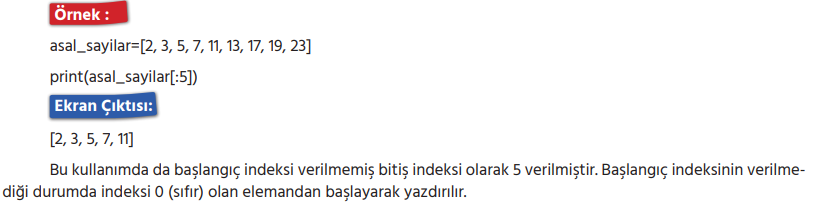 Örnek :
asal_sayilar=[2, 3, 5, 7, 11, 13, 17, 19, 23]
print(asal_sayilar[:5])
Ekran Çıktısı:
[2, 3, 5, 7, 11]
Bu kullanımda da başlangıç indeksi verilmemiş bitiş indeksi olarak 5 verilmiştir. Başlangıç indeksinin verilme-
diği durumda indeksi 0 (sıfır) olan elemandan başlayarak yazdırılır.